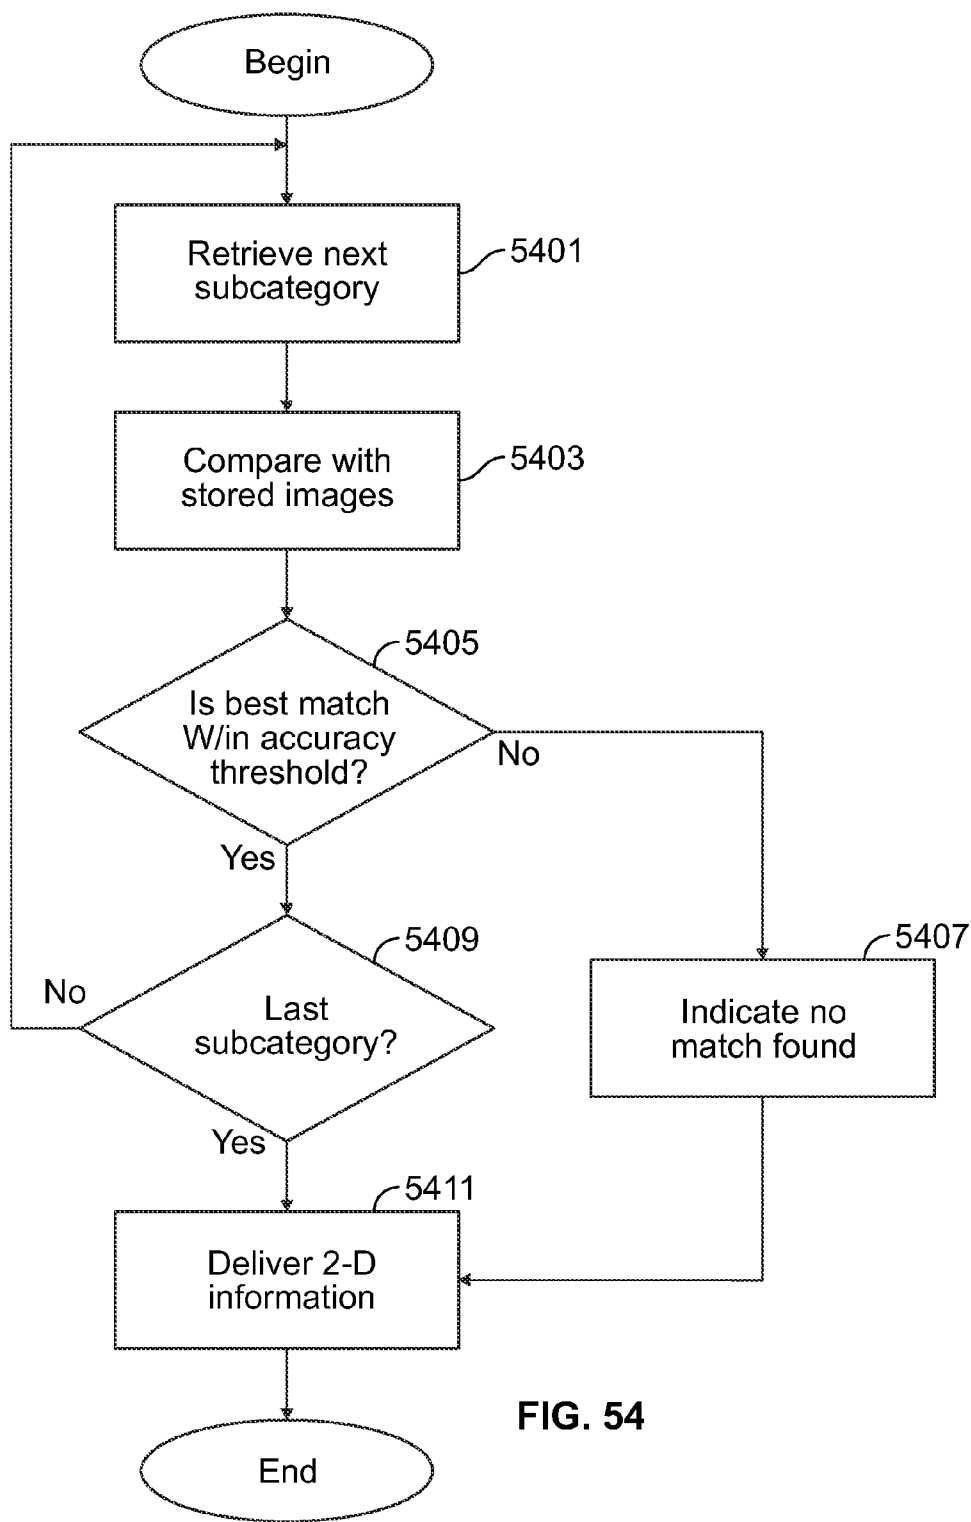 Begin
Retrieve next
subcategory
5401
Compare with
stored images
5403
5405
Is best match
W/in accuracy
threshold?
No
Yes
5409
5407
No
Last
subcategory?
Indicate no
match found
Yes
5411
Deliver 2-D
information
FIG. 54
End